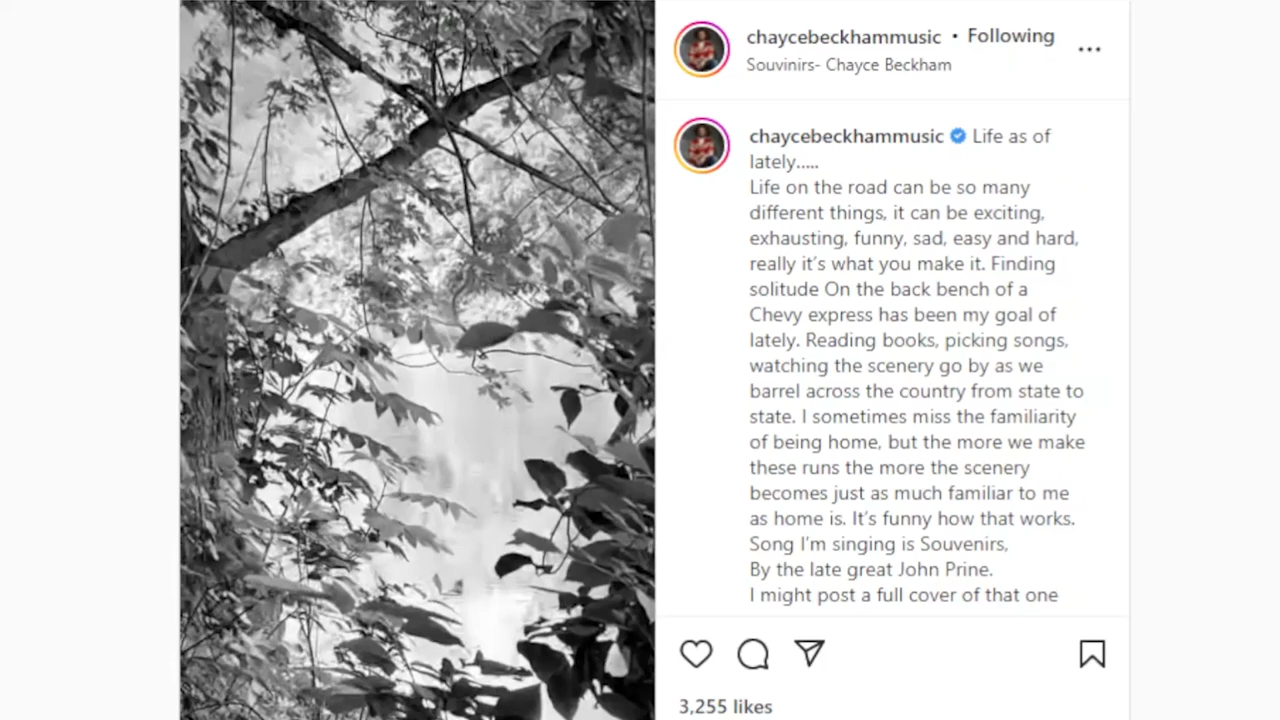 chaycebeckhammusic • Following
Souvinirs- Chayce Beckham
chaycebeckhammusic Life as of
lately.....
Life on the road can be so many
different things, it can be exciting,
exhausting, funny, sad, easy and hard,
really it's what you make it. Finding
solitude On the back bench of a
Chevy express has been my goal of
lately. Reading books, picking songs,
watching the scenery go by as we
barrel across the country from state to
state. I sometimes miss the familiarity
of being home, but the more we make
these runs the more the scenery
becomes just as much familiar to me
as home is. It's funny how that works.
Song I'm singing is Souvenirs,
By the late great John Prine.
I might post a full cover of that one
3,255 likes